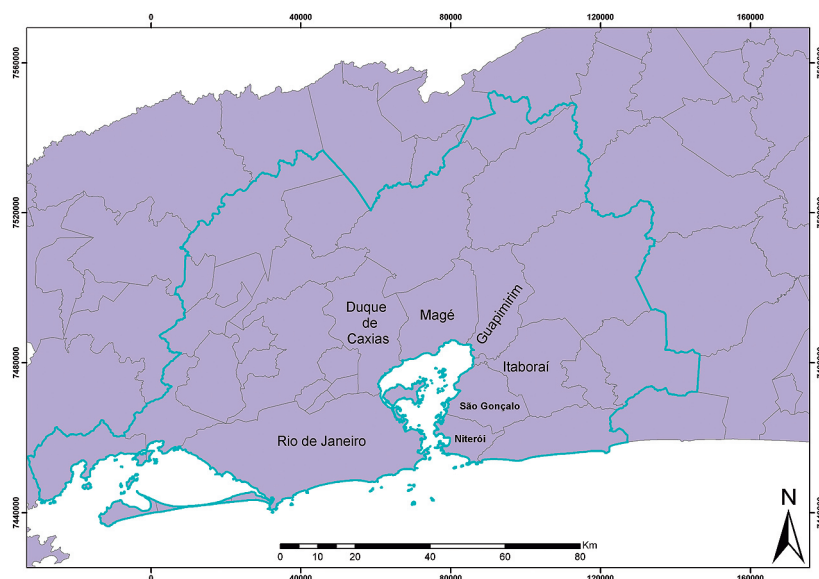 0 40000 80000 120000 160000
7560000
7520000
7480000
7440000
Duque
de
Caxias
Magé
Guapimirim
Itaboraí
São Gonçalo
Rio de Janeiro
Niterói
N
Km
0 10 20 40 60 80
0 40000 80000 120000 160000